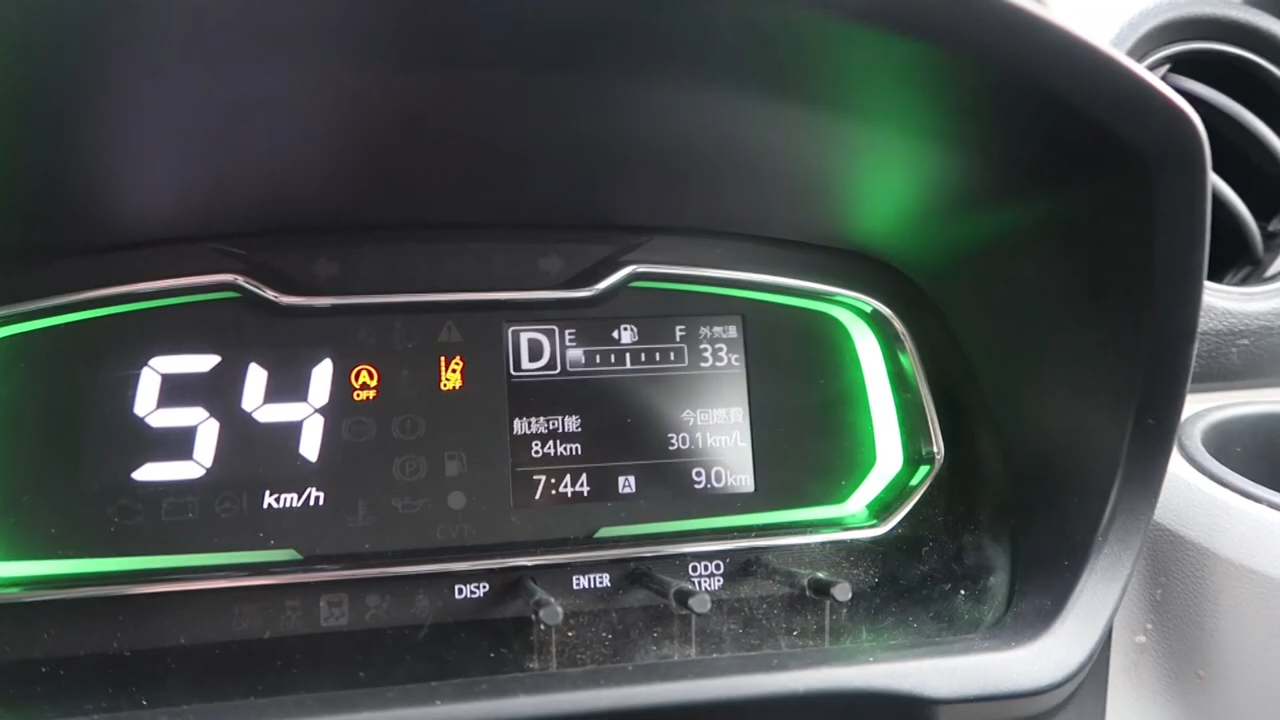 54
km/h
A
OFF
OFF
D
E
F
外気温
33℃
航続可能
84km
今回燃費
30.1km/L
7:44
A
9.0km
CVT
DISP
ENTER
ODO
TRIP